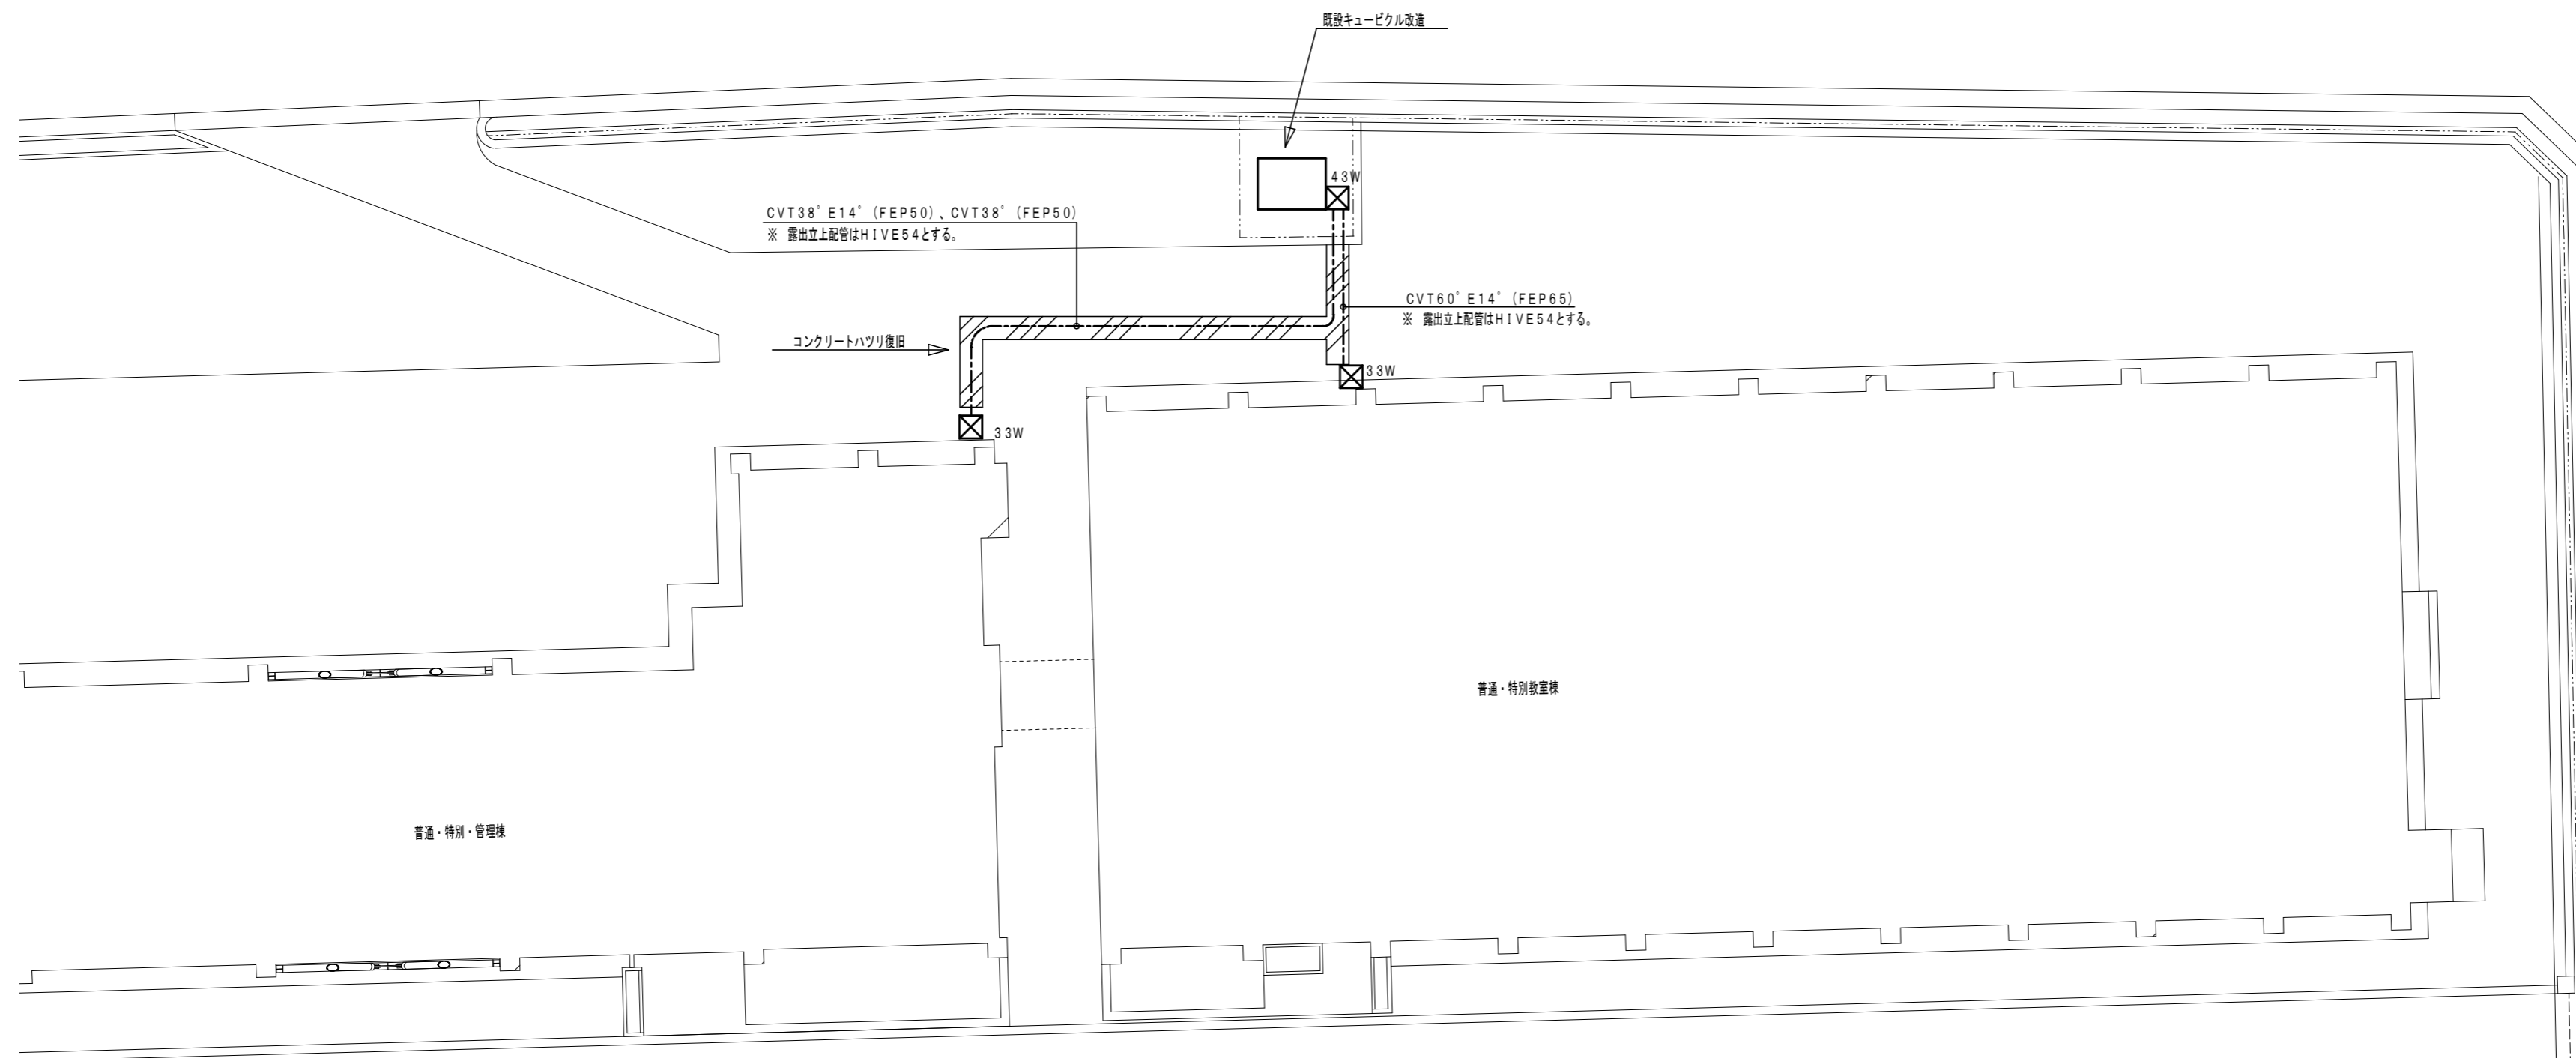 既設キュービクル改造
43W
CVT38°E14°(FEP50)、CVT38°(FEP50)
※ 露出立上配管はHIVE54とする。
CVT60°E14°(FEP65)
※ 露出立上配管はHIVE54とする。
コンクリートハツリ復旧
33W
33W
普通・特別教室棟
普通・特別・管理棟